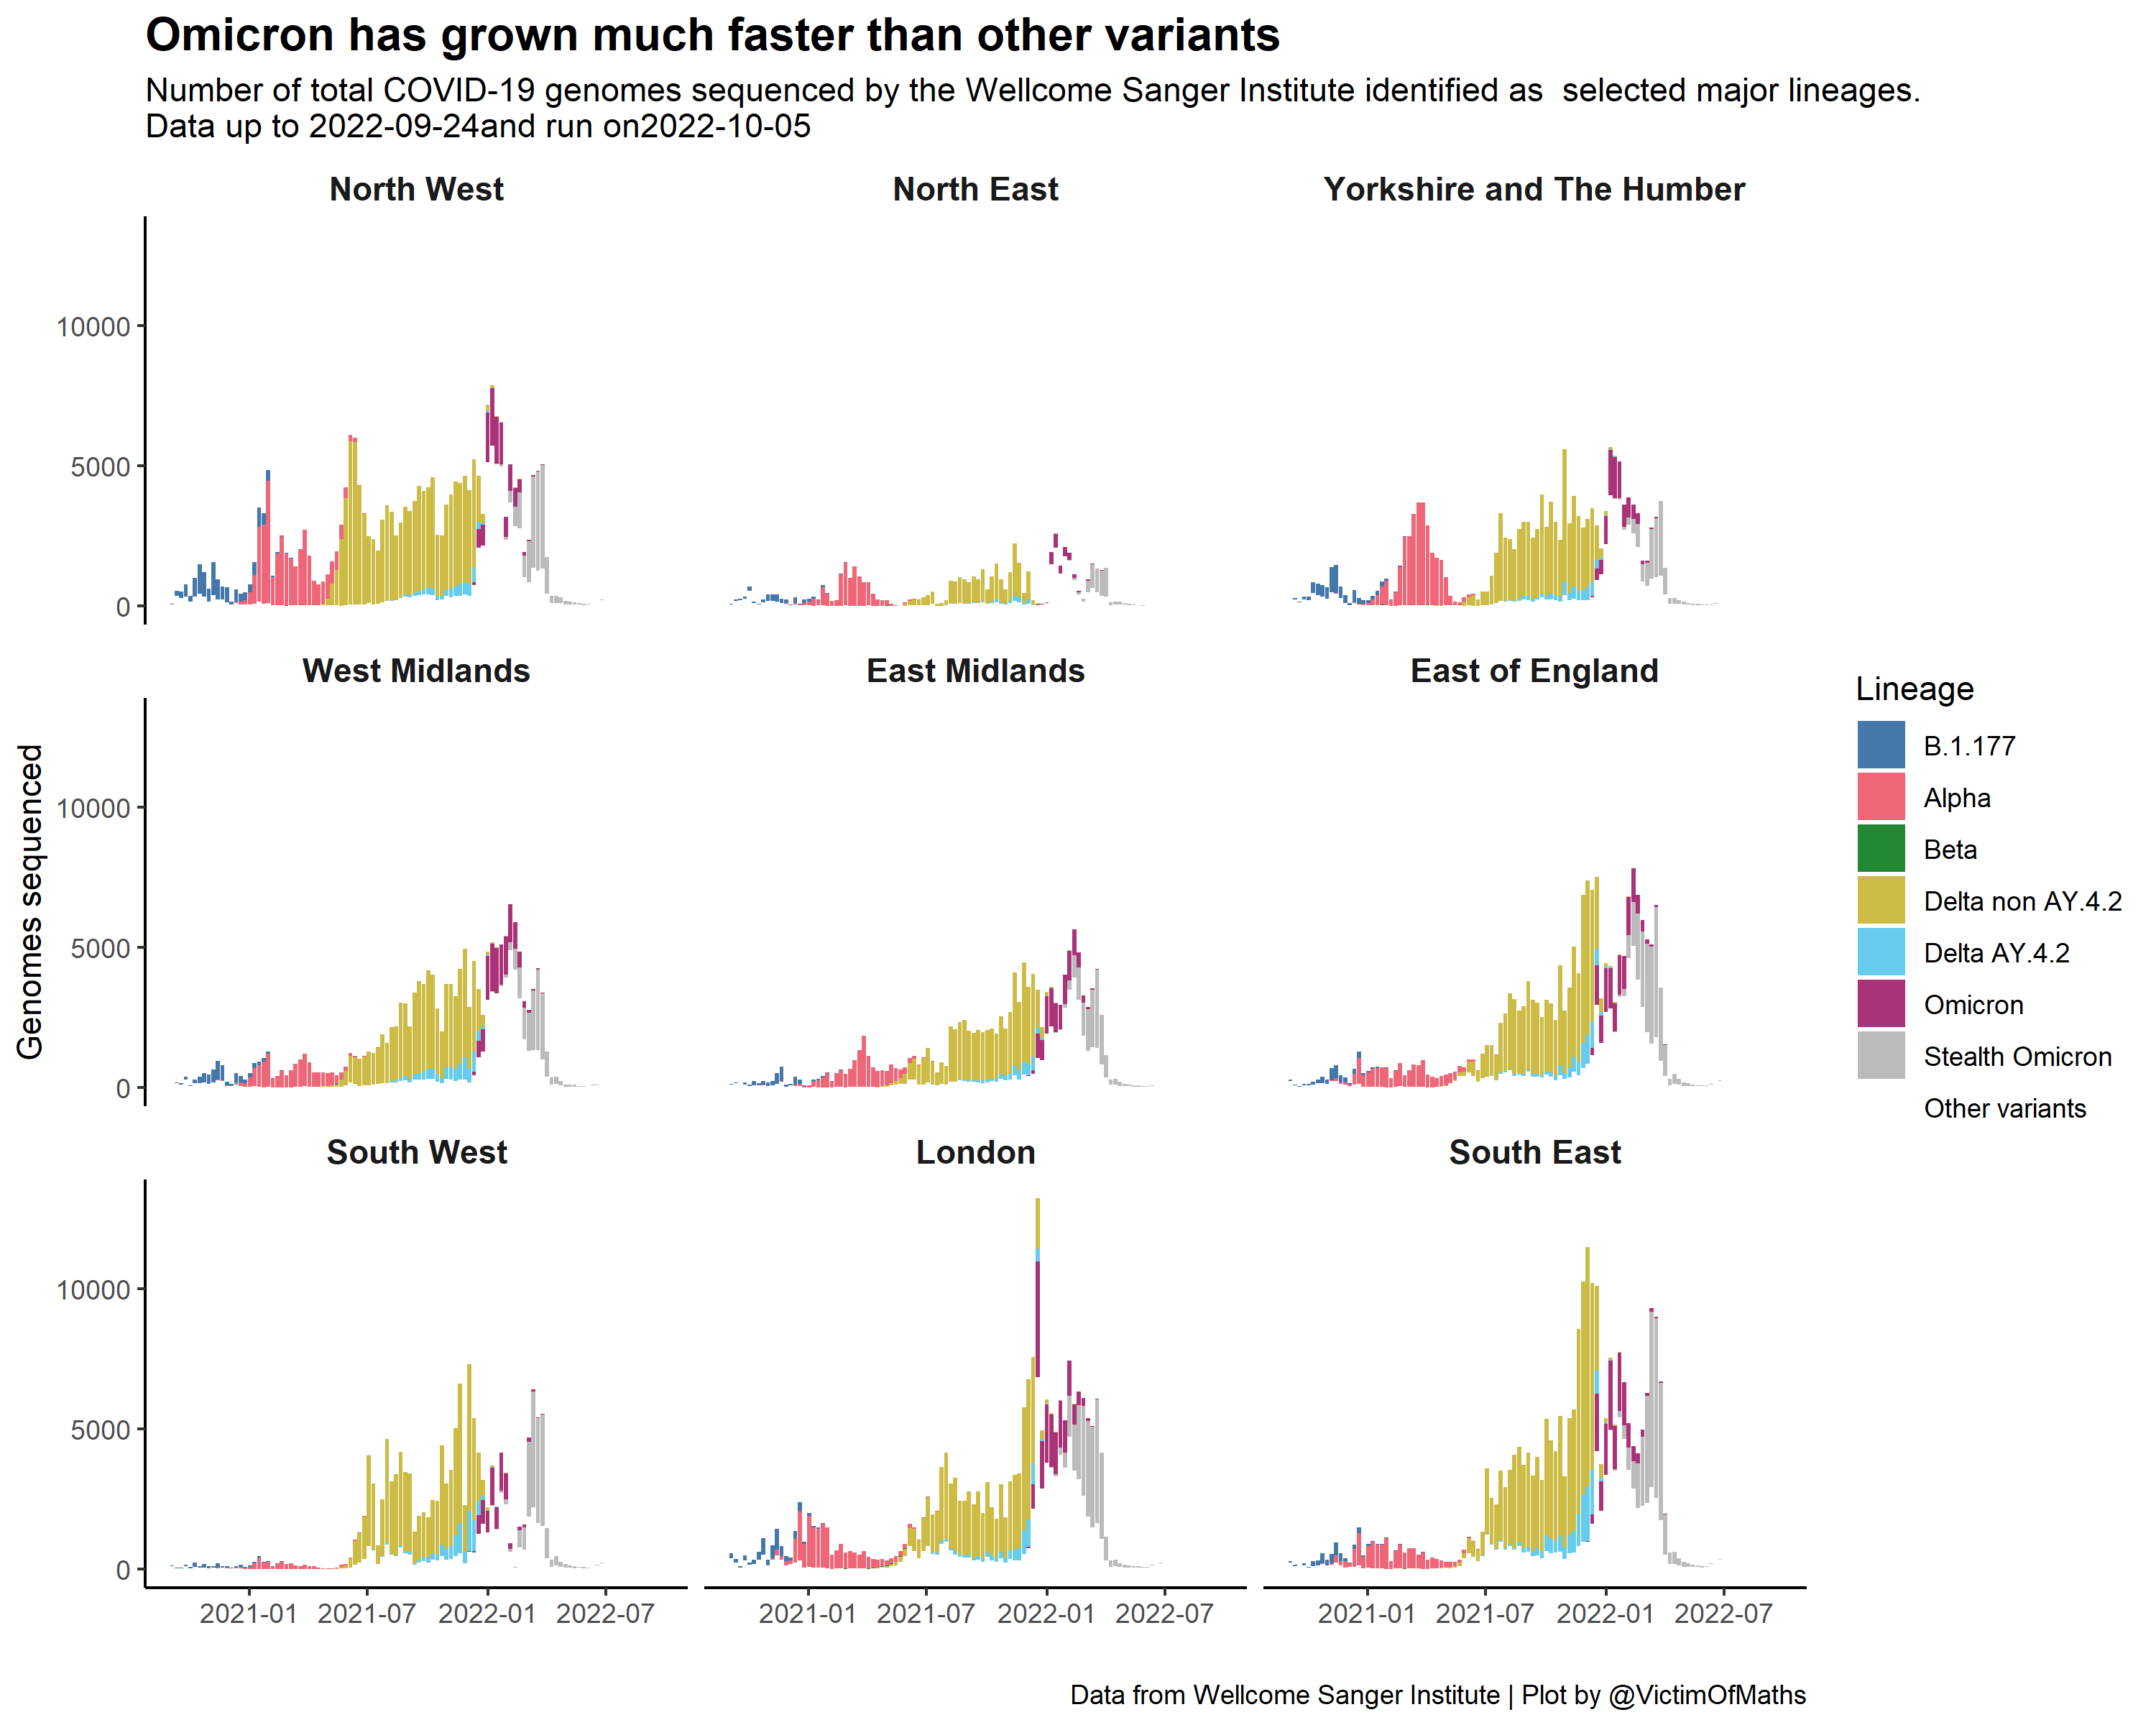 Omicron has grown much faster than other variants
Number of total COVID-19 genomes sequenced by the Wellcome Sanger Institute identified as  selected major lineages.
Data up to 2022-09-24and run on2022-10-05
North West
North East
Yorkshire and The Humber
10000
5000
0
West Midlands
East Midlands
East of England
10000
5000
0
South West
London
South East
10000
5000
0
2021-01 2021-07 2022-01 2022-07
2021-01 2021-07 2022-01 2022-07
2021-01 2021-07 2022-01 2022-07
Genomes sequenced
Lineage
B.1.177
Alpha
Beta
Delta non AY.4.2
Delta AY.4.2
Omicron
Stealth Omicron
Other variants
Data from Wellcome Sanger Institute | Plot by @VictimOfMaths